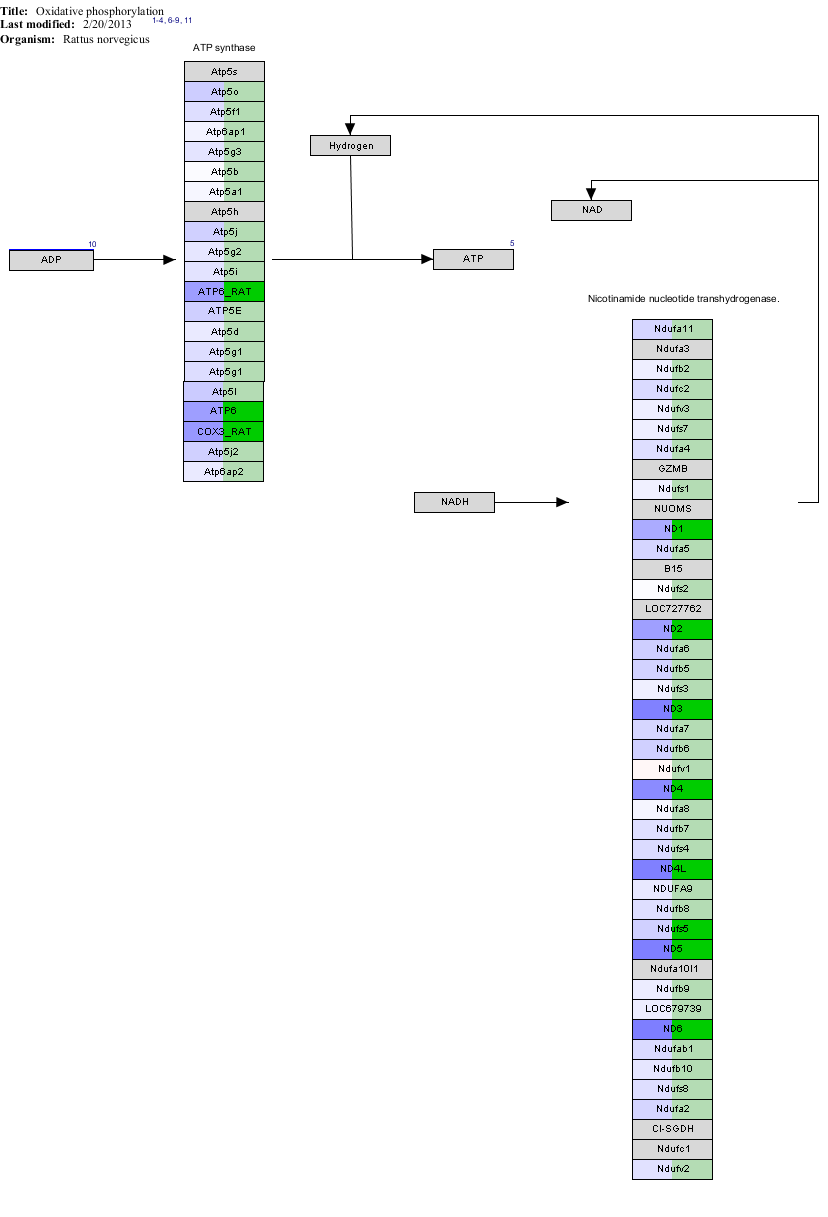 Title: Oxidative phosphorylation
Last modified: 2/20/2013 1-4, 6-9, 11
Organism: Rattus norvegicus
ATP synthase
Atp5s
Atp5o
Atp5f1
Atp6ap1
Atp5g3
Atp5b
Atp5a1
Atp5h
Atp5j
Atp5g2
Atp5i
ATP6_RAT
ATP5E
Atp5d
Atp5g1
Atp5g1
Atp5l
ATP6
COX3_RAT
Atp5j2
Atp6ap2
Hydrogen
NAD
10
ADP
5
ATP
NADH
Nicotinamide nucleotide transhydrogenase.
Ndufa11
Ndufa3
Ndufb2
Ndufc2
Ndufv3
Ndufs7
Ndufa4
GZMB
Ndufs1
NUOMS
ND1
Ndufa5
B15
Ndufs2
LOC727762
ND2
Ndufa6
Ndufb5
Ndufs3
ND3
Ndufa7
Ndufb6
Ndufv1
ND4
Ndufa8
Ndufb7
Ndufs4
ND4L
NDUFA9
Ndufb8
Ndufs5
ND5
Ndufa10l1
Ndufb9
LOC679739
ND6
Ndufab1
Ndufb10
Ndufs8
Ndufa2
CI-SGDH
Ndufc1
Ndufv2